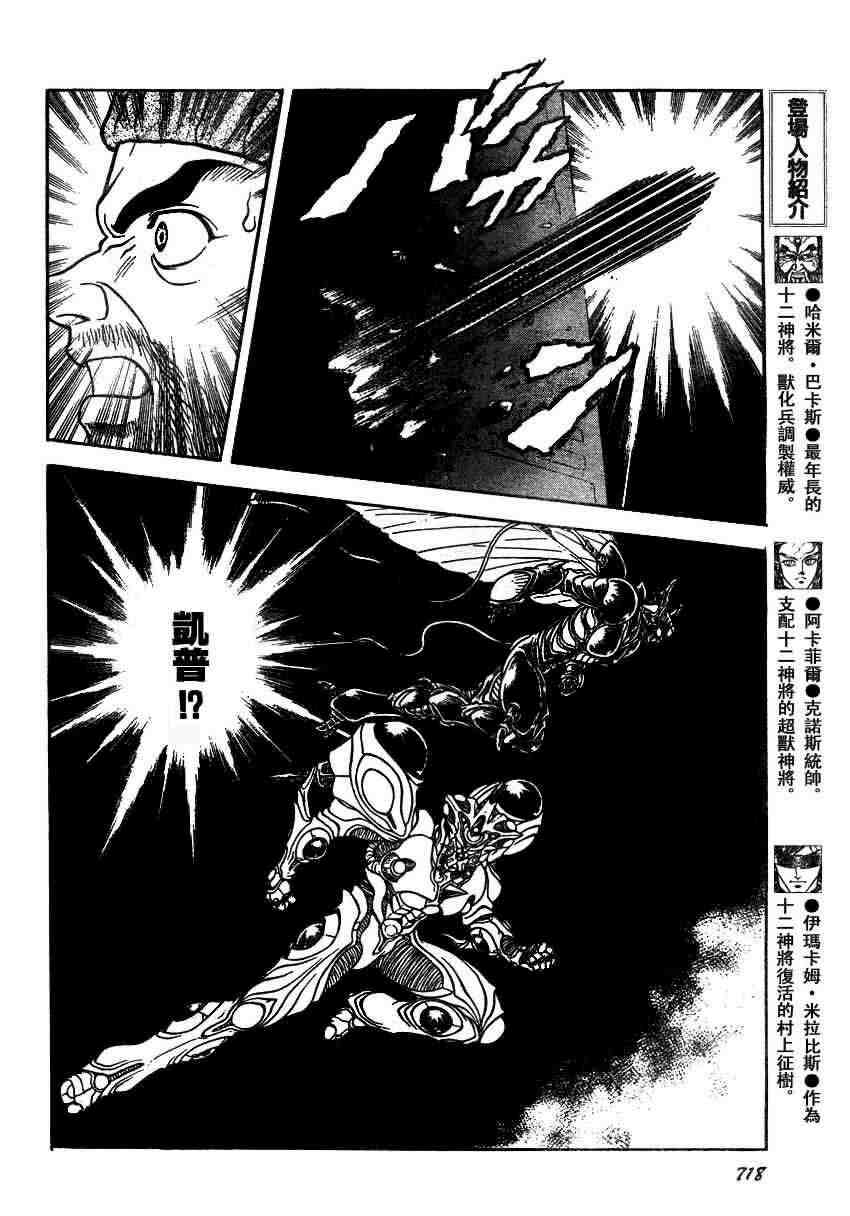 登場人物紹介
●哈米爾・巴卡斯●最年長的
十二神將。獸化兵調製權威。
●阿卡菲爾●克諾斯統帥。
支配十二神將的超獸神將。
●伊瑪卡姆・米拉比斯●作為
十二神將復活的村上征樹。
凱普!?
718